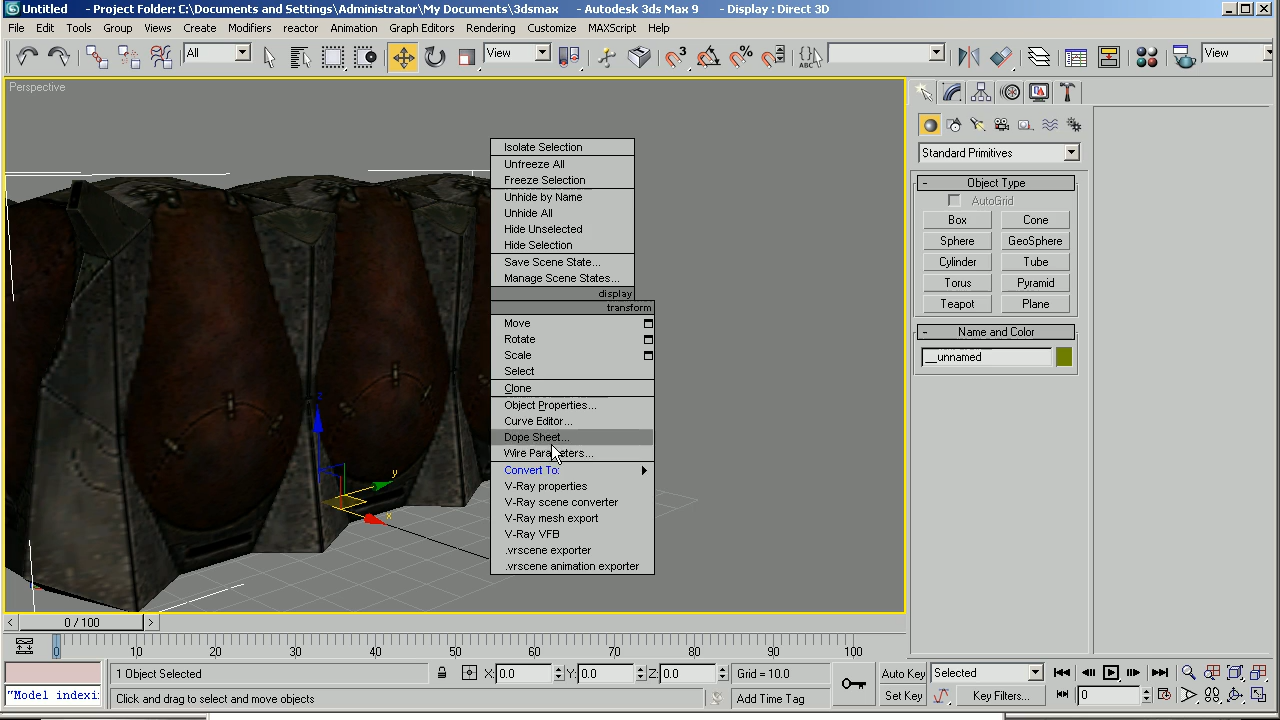 Untitled - Project Folder: C:\Documents and Settings\Administrator\My Documents\3dsmax - Autodesk 3ds Max 9 - Display : Direct 3D
File Edit Tools Group Views Create Modifiers reactor Animation Graph Editors Rendering Customize MAXScript Help
All View 3 % ABC View
Perspective
Isolate Selection
Unfreeze All
Freeze Selection
Unhide by Name
Unhide All
Hide Unselected
Hide Selection
Save Scene State...
Manage Scene States...
display
transform
Move
Rotate
Scale
Select
Clone
Object Properties...
Curve Editor...
Dope Sheet...
Wire Parameters...
Convert To:
V-Ray properties
V-Ray scene converter
V-Ray mesh export
V-Ray VFB
.vrscene exporter
.vrscene animation exporter
z
y
x
Standard Primitives
- Object Type
AutoGrid
Box Cone
Sphere GeoSphere
Cylinder Tube
Torus Pyramid
Teapot Plane
- Name and Color
__unnamed
< 0 / 100 >
0 10 20 30 40 50 60 70 80 90 100
1 Object Selected X: 0.0 Y: 0.0 Z: 0.0 Grid = 10.0 Auto Key Selected
"Model indexi Click and drag to select and move objects Add Time Tag Set Key Key Filters... 0